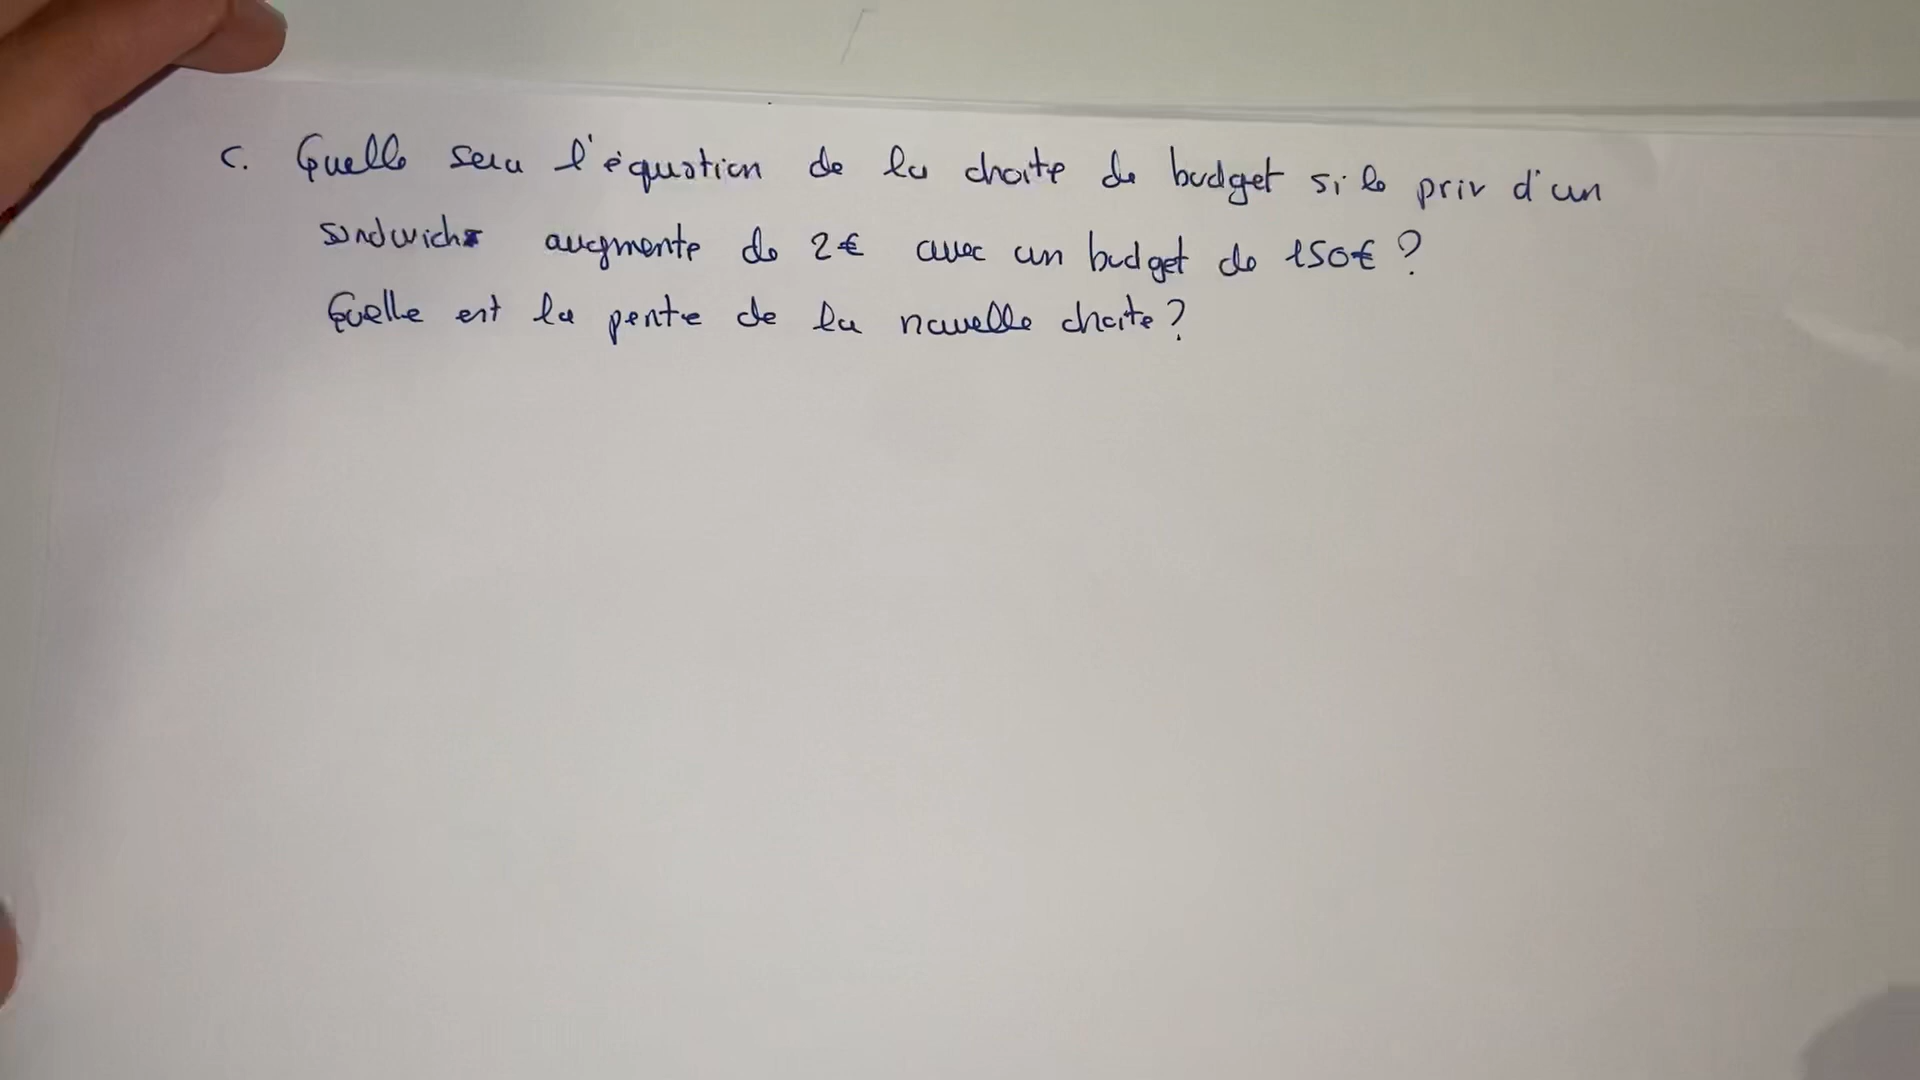 c. Quelle sera l'équation de la droite de budget si le prix d'un
sandwich augmente de 2€ avec un budget de 150€ ?
Quelle est la pente de la nouvelle droite ?